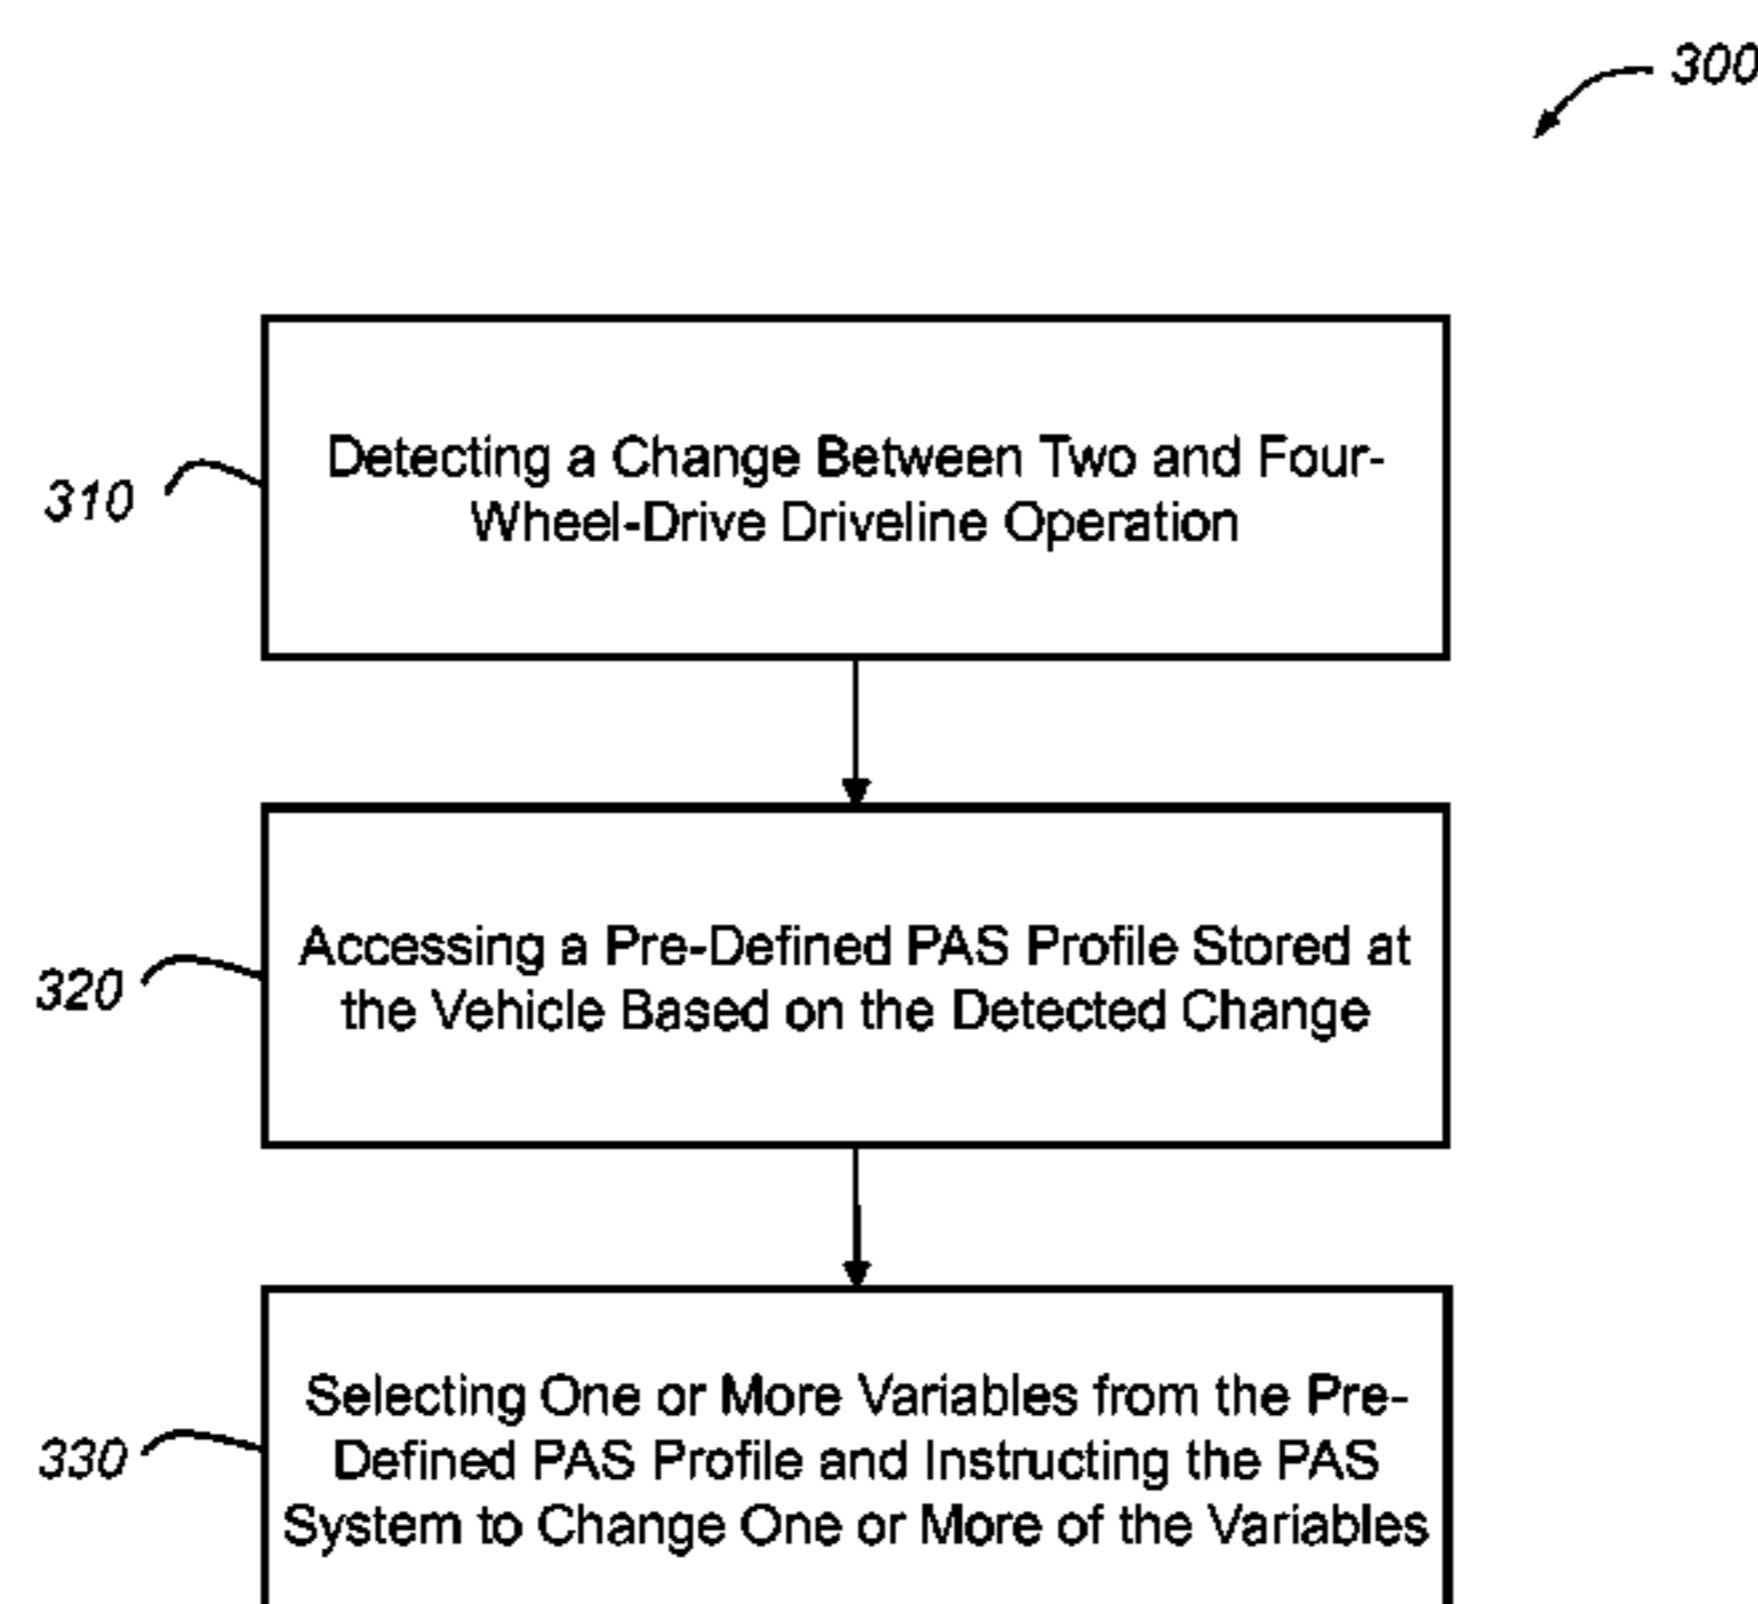 300
310
Detecting a Change Between Two and Four-
Wheel-Drive Driveline Operation
320
Accessing a Pre-Defined PAS Profile Stored at
the Vehicle Based on the Detected Change
330
Selecting One or More Variables from the Pre-
Defined PAS Profile and Instructing the PAS
System to Change One or More of the Variables